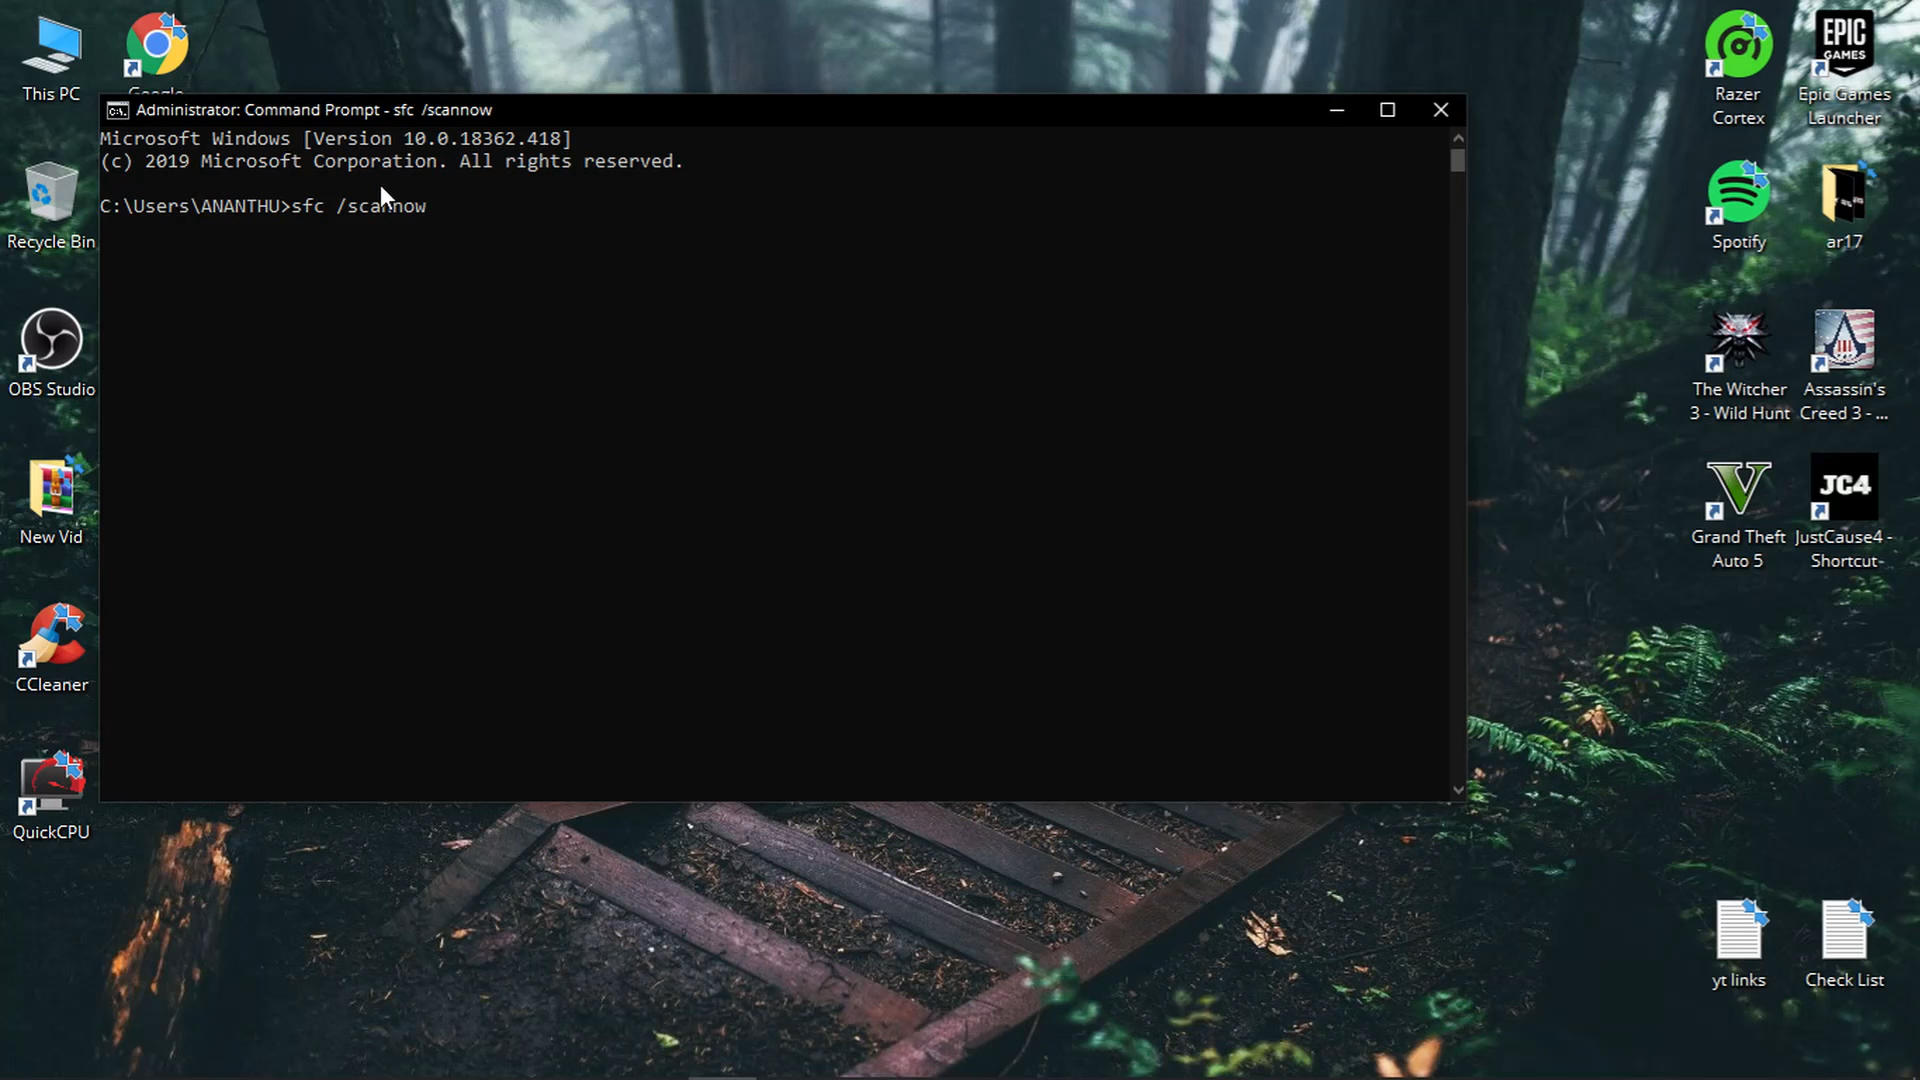 This PC
Google
Administrator: Command Prompt - sfc /scannow
Microsoft Windows [Version 10.0.18362.418]
(c) 2019 Microsoft Corporation. All rights reserved.
C:\Users\ANANTHU>sfc /scannow
Recycle Bin
OBS Studio
New Vid
CCleaner
QuickCPU
Razer
Cortex
EPIC
GAMES
Epic Games
Launcher
Spotify
ar17
The Witcher
3 - Wild Hunt
Assassin's
Creed 3 - ...
V
Grand Theft
Auto 5
JC4
JustCause4 -
Shortcut-
yt links
Check List